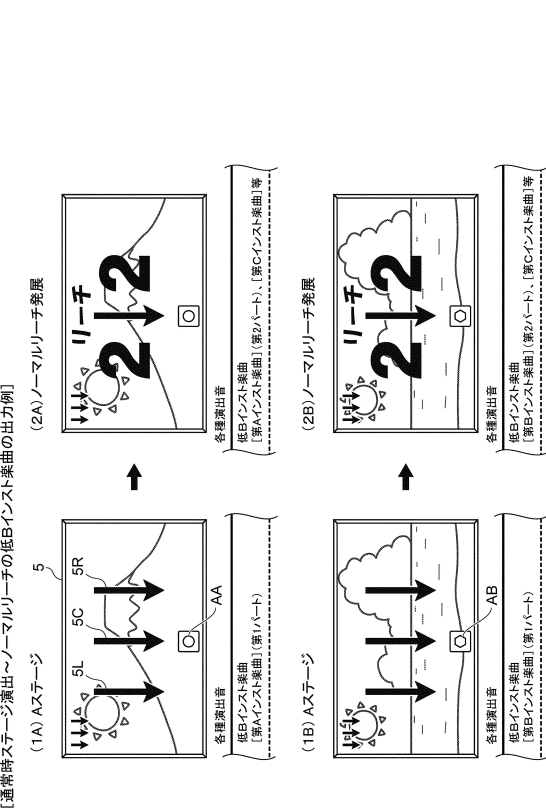 [通常時ステージ演出～ノーマルリーチの低Bインスト楽曲の出力例]
(1A) Aステージ
5
5L
5C
5R
AA
各種演出音
低Bインスト楽曲
[第Aインスト楽曲](第1パート)
(2A)ノーマルリーチ発展
リーチ
2 2
各種演出音
低Bインスト楽曲
[第Aインスト楽曲](第2パート)、[第Cインスト楽曲]等
(1B) Aステージ
AB
各種演出音
低Bインスト楽曲
[第Bインスト楽曲](第1パート)
(2B)ノーマルリーチ発展
リーチ
2 2
各種演出音
低Bインスト楽曲
[第Bインスト楽曲](第2パート)、[第Cインスト楽曲]等